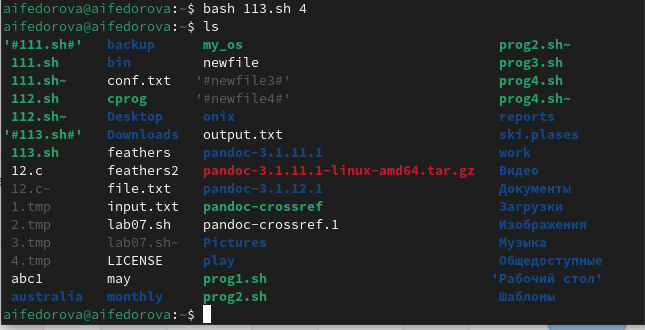 aifedorova@aifedorova:~$ bash 113.sh 4
aifedorova@aifedorova:~$ ls
'#111.sh#' backup my_os prog2.sh~
111.sh bin newfile prog3.sh
111.sh~ conf.txt '#newfile3#' prog4.sh
112.sh cprog '#newfile4#' prog4.sh~
112.sh~ Desktop onix reports
'#113.sh#' Downloads output.txt ski.plases
113.sh feathers pandoc-3.1.11.1 work
12.c feathers2 pandoc-3.1.11.1-linux-amd64.tar.gz Видео
12.c~ file.txt pandoc-3.1.12.1 Документы
1.tmp input.txt pandoc-crossref Загрузки
2.tmp lab07.sh pandoc-crossref.1 Изображения
3.tmp lab07.sh~ Pictures Музыка
4.tmp LICENSE play Общедоступные
abc1 may prog1.sh 'Рабочий стол'
australia monthly prog2.sh Шаблоны
aifedorova@aifedorova:~$